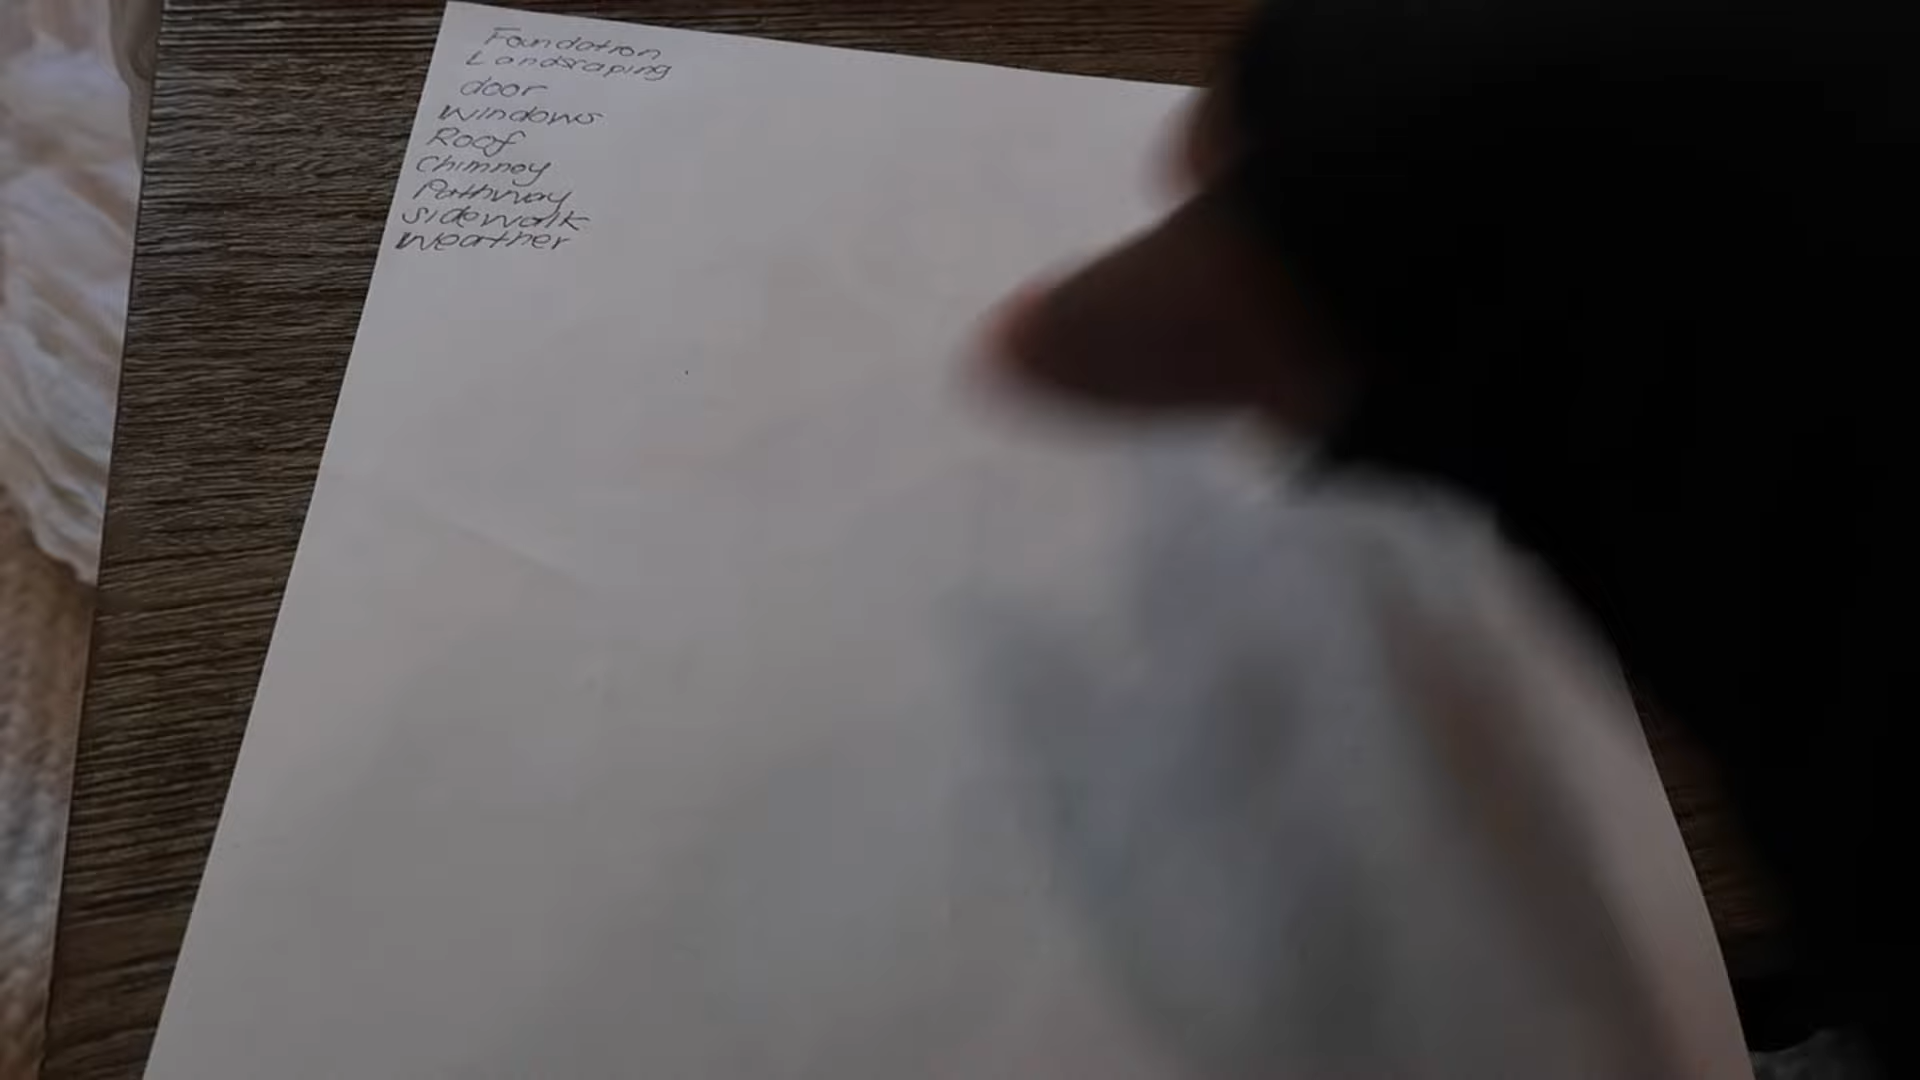 Foundation
Landscaping
door
Windows
Roof
Chimney
Pathway
sidewalk
Weather